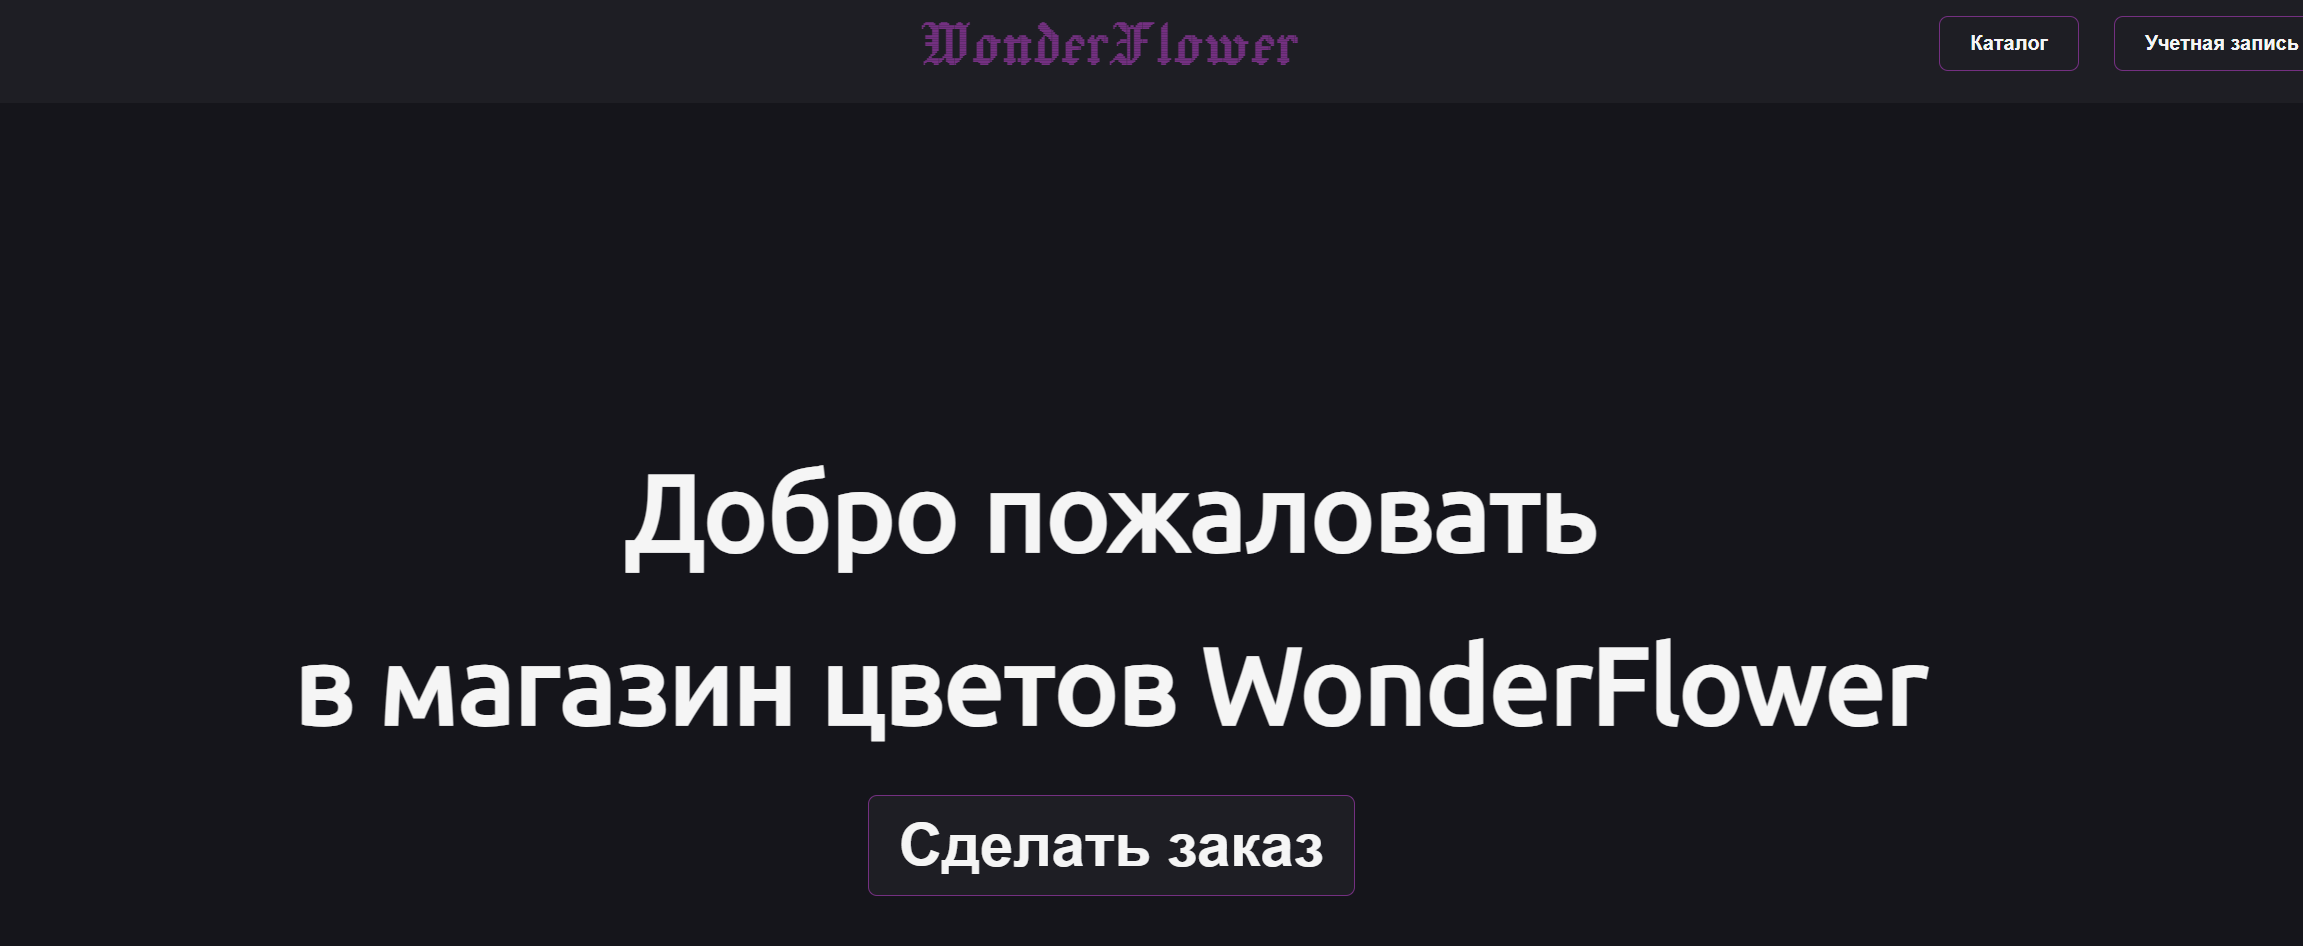 WonderFlower
Каталог
Учетная запись
Добро пожаловать
в магазин цветов WonderFlower
Сделать заказ